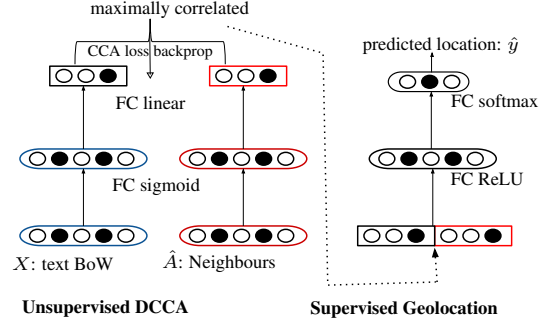 maximally correlated
CCA loss backprop
predicted location: ŷ
FC linear
FC softmax
FC sigmoid
FC ReLU
X: text BoW
Â: Neighbours
Unsupervised DCCA
Supervised Geolocation